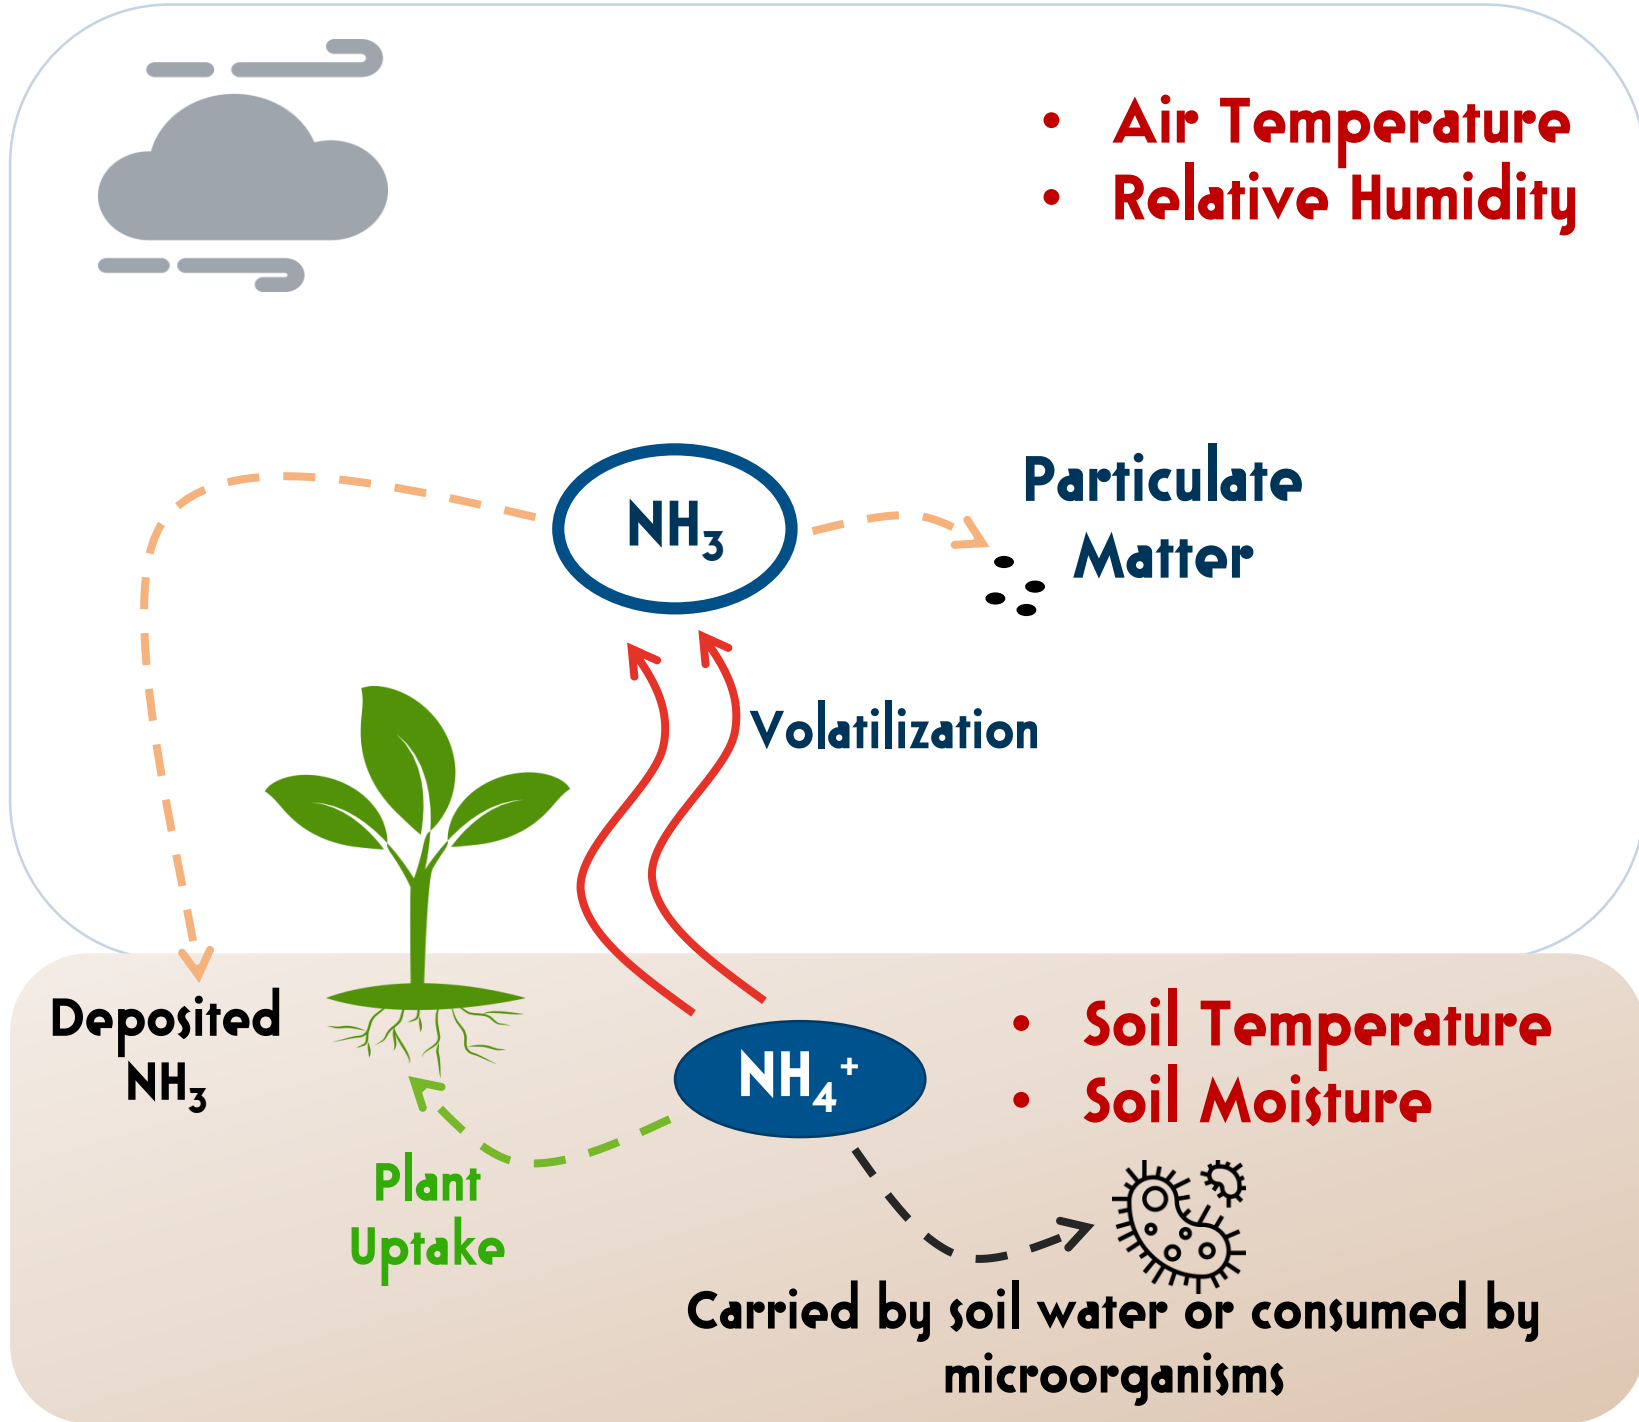 • Air Temperature
• Relative Humidity
Particulate
Matter
NH₃
Volatilization
Deposited
NH₃
NH₄⁺
• Soil Temperature
• Soil Moisture
Plant
Uptake
Carried by soil water or consumed by
microorganisms